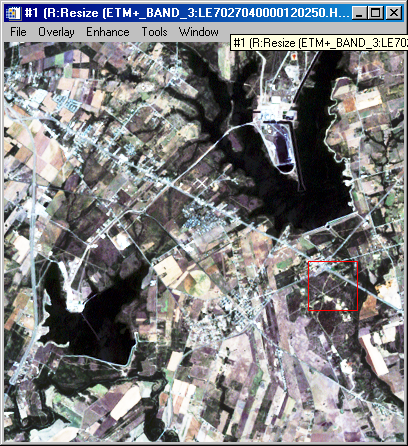 #1 (R:Resize (ETM+_BAND_3:LE7027040000120250.H...
File Overlay Enhance Tools Window
#1 (R:Resize (ETM+_BAND_3:LE702